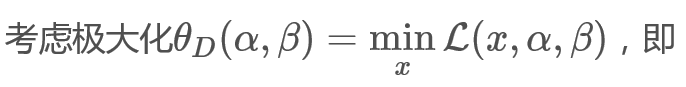 考虑极大化θ_D(α, β) = min_x 𝓛(x, α, β)，即